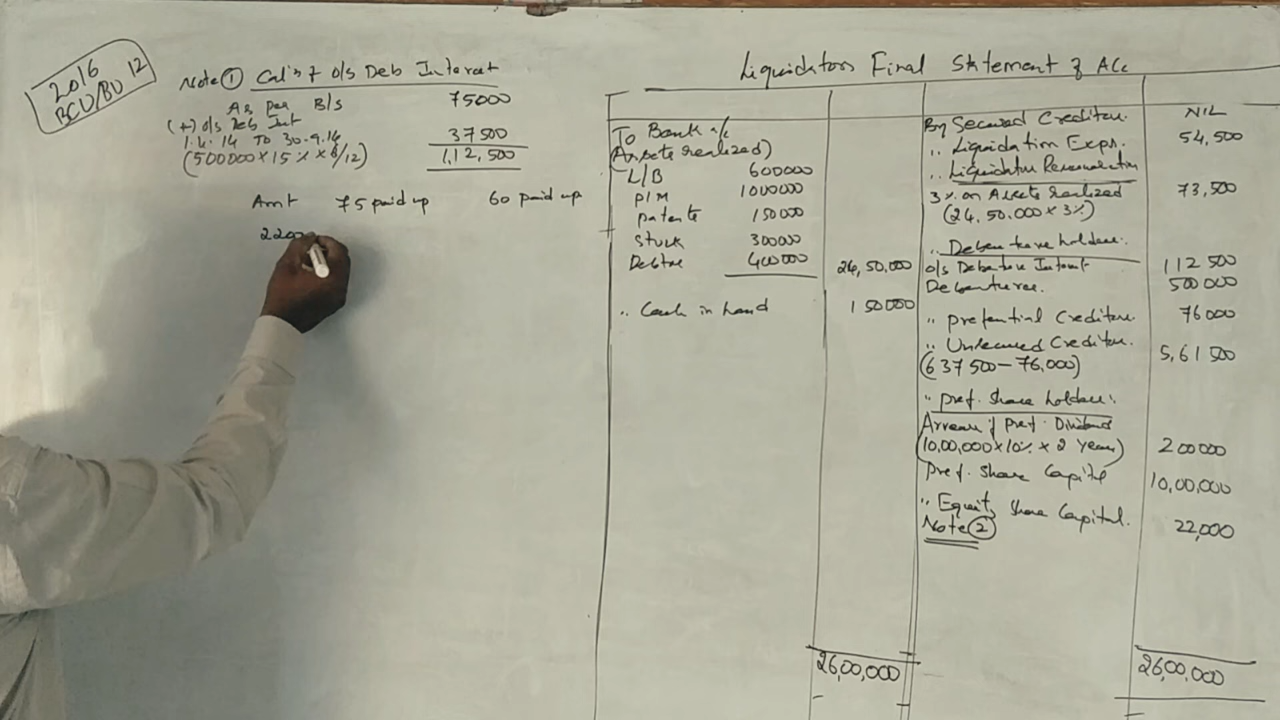 2016
BCU/BU 12
Note ① Cal'n of O/s Deb Interest
As per B/s 75000
(+) O/s Deb Int
1.4.14 To 30.9.14 37500
(500000 × 15% × 6/12) 1,12,500
Amt 75 paid up 60 paid up
2200
Liquidators Final Statement of A/c
To Bank a/c
(Assets realized)
L/B 600000
P/M 1000000
patents 150000
Stock 300000
Debtors 400000 24,50,000
,, Cash in hand 150000
26,00,000
By Secured Creditors. NIL
,, Liquidation Exps. 54,500
,, Liquidator Remuneration
3% on Assets realized 73,500
(24,50,000 × 3%)
,, Debenture holders.
O/s Debenture Interest 112500
Debentures. 500000
,, Prefential Creditors. 76000
,, Unsecured Creditors. 5,61500
(637500 - 76,000)
,, pref. share holders:
Arrears of Pref. Dividend
(10,00,000 × 10% × 2 Years) 200000
Pref. Share Capital 10,00,000
,, Equity Share Capital. 22,000
Note ②
26,00,000